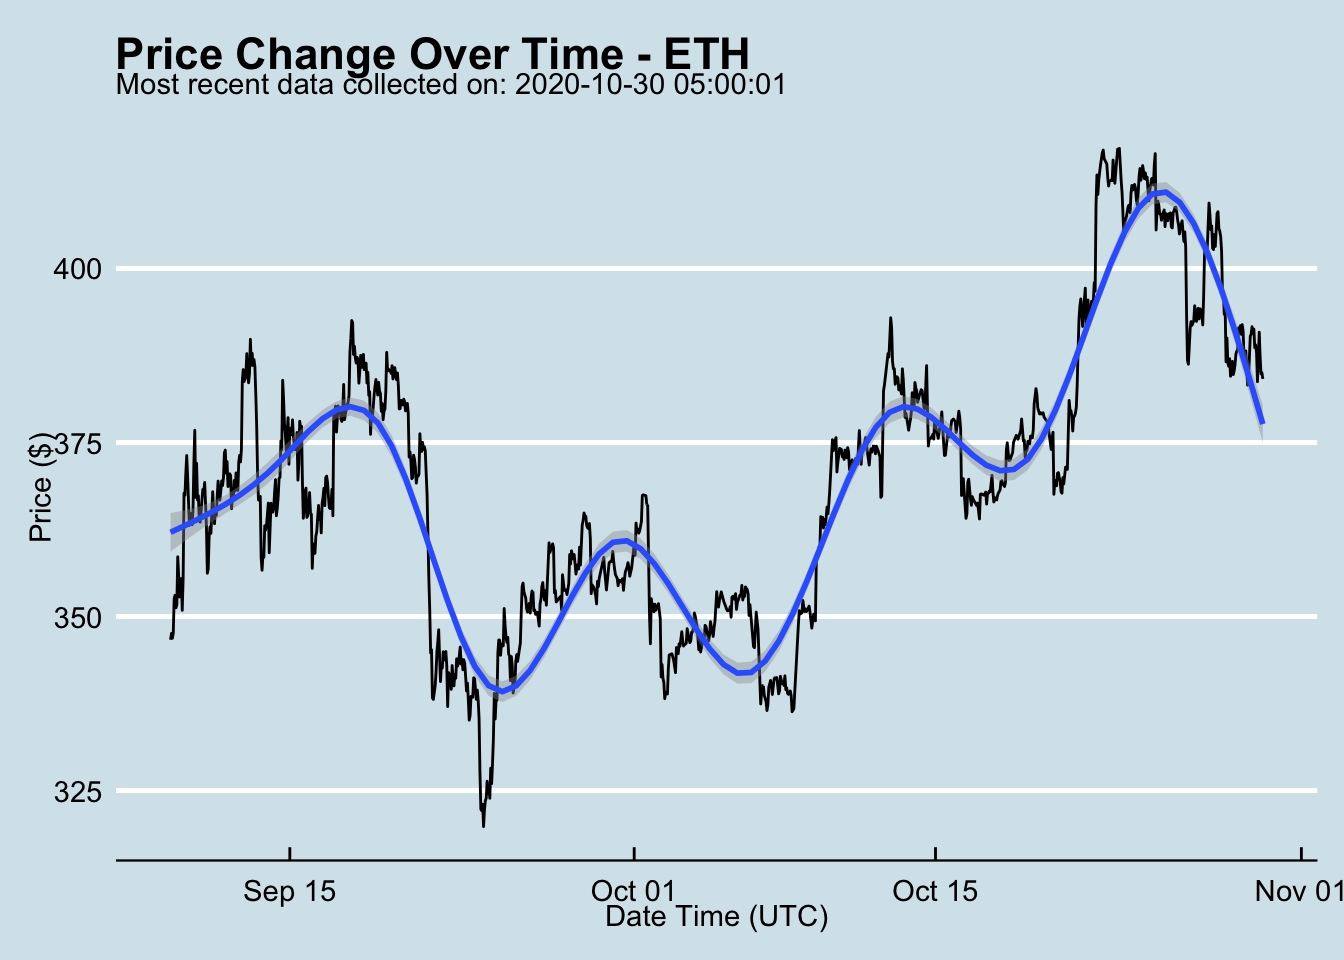 Price Change Over Time - ETH
Most recent data collected on: 2020-10-30 05:00:01
Price ($)
400
375
350
325
Sep 15
Oct 01
Oct 15
Nov 01
Date Time (UTC)